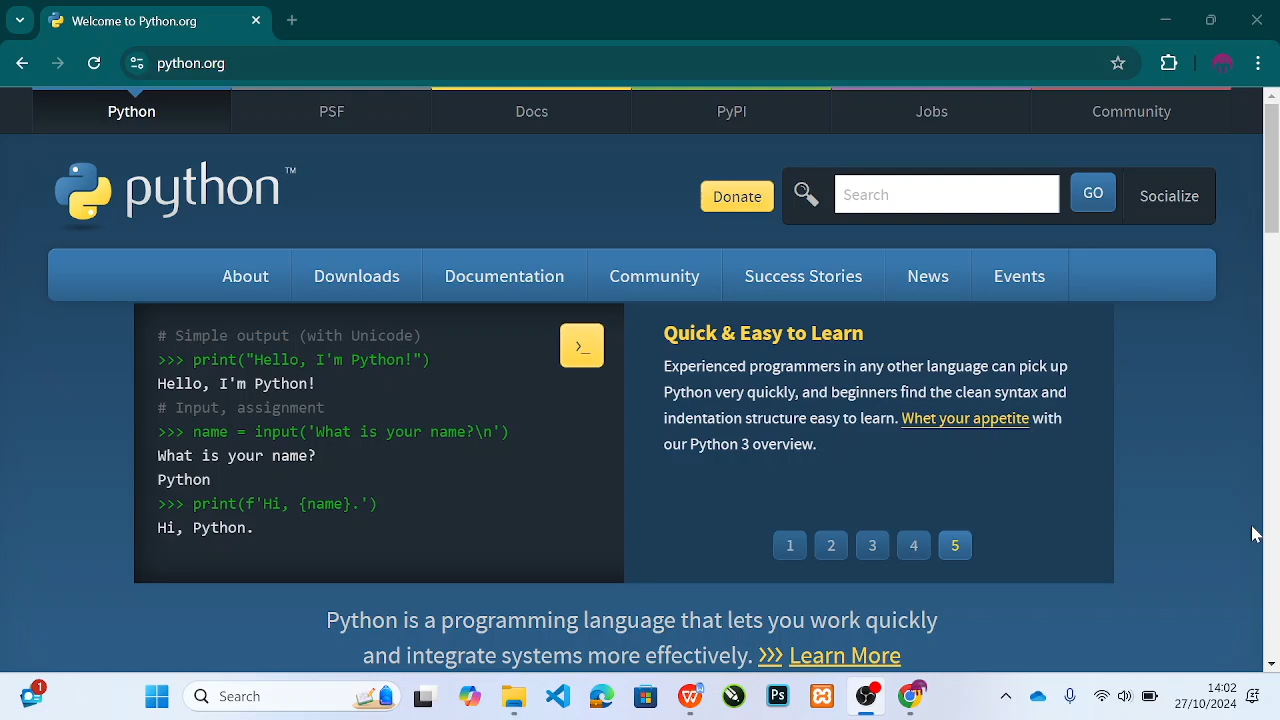 Welcome to Python.org
python.org
Python PSF Docs PyPI Jobs Community
python™
Donate Search GO Socialize
About Downloads Documentation Community Success Stories News Events
# Simple output (with Unicode)
>>> print("Hello, I'm Python!")
Hello, I'm Python!
# Input, assignment
>>> name = input('What is your name?\n')
What is your name?
Python
>>> print(f'Hi, {name}.')
Hi, Python.
>_
Quick & Easy to Learn
Experienced programmers in any other language can pick up
Python very quickly, and beginners find the clean syntax and
indentation structure easy to learn. Whet your appetite with
our Python 3 overview.
1 2 3 4 5
Python is a programming language that lets you work quickly
and integrate systems more effectively. >>> Learn More
1
Search
Ps
14:02
27/10/2024